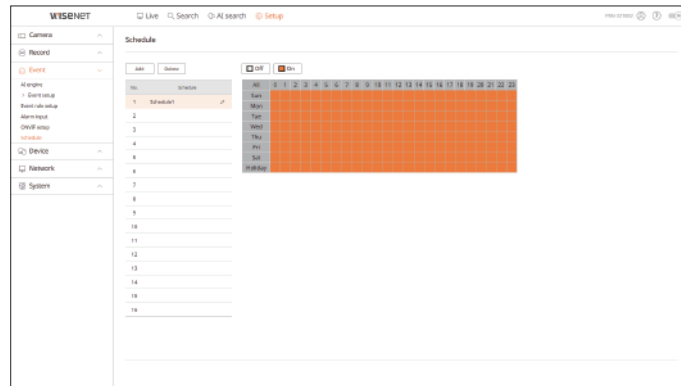 WISENET
Live Search AI search Setup
Camera
Record
Event
AI engine
> Event setup
Event rule setup
Alarm input
ONVIF setup
Schedule
Device
Network
System
Schedule
Add Delete
No. Schedule
1 Schedule1
2
3
4
5
6
7
8
9
10
11
12
13
14
15
16
Off On
All 0 1 2 3 4 5 6 7 8 9 10 11 12 13 14 15 16 17 18 19 20 21 22 23
Sun
Mon
Tue
Wed
Thu
Fri
Sat
Holiday